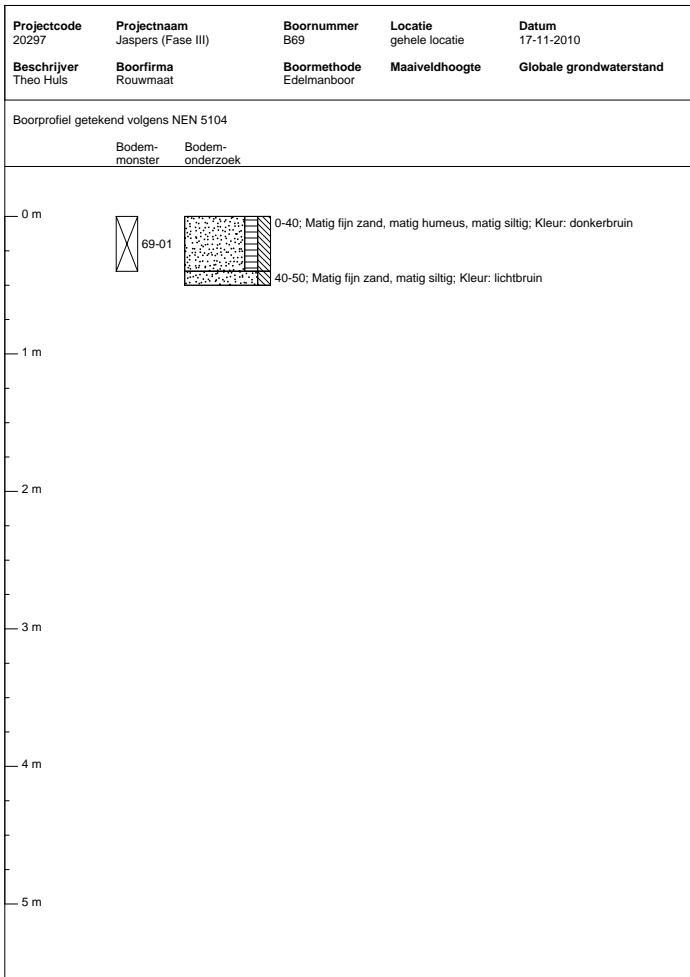 Projectcode Projectnaam Boornummer Locatie Datum
20297 Jaspers (Fase III) B69 gehele locatie 17-11-2010
Beschrijver Boorfirma Boormethode Maaiveldhoogte Globale grondwaterstand
Theo Huls Rouwmaat Edelmanboor
Boorprofiel getekend volgens NEN 5104
Bodem- Bodem-
monster onderzoek
0 m 0-40; Matig fijn zand, matig humeus, matig siltig; Kleur: donkerbruin
69-01
40-50; Matig fijn zand, matig siltig; Kleur: lichtbruin
1 m
2 m
3 m
4 m
5 m